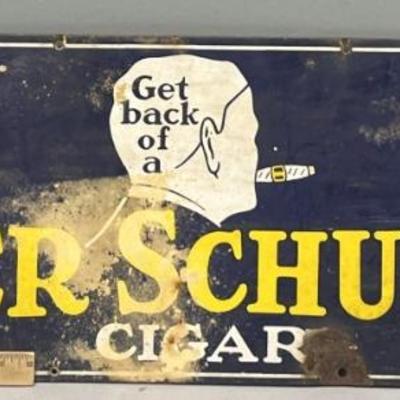 Get
back
of
a
ER SCHU
CIGAR